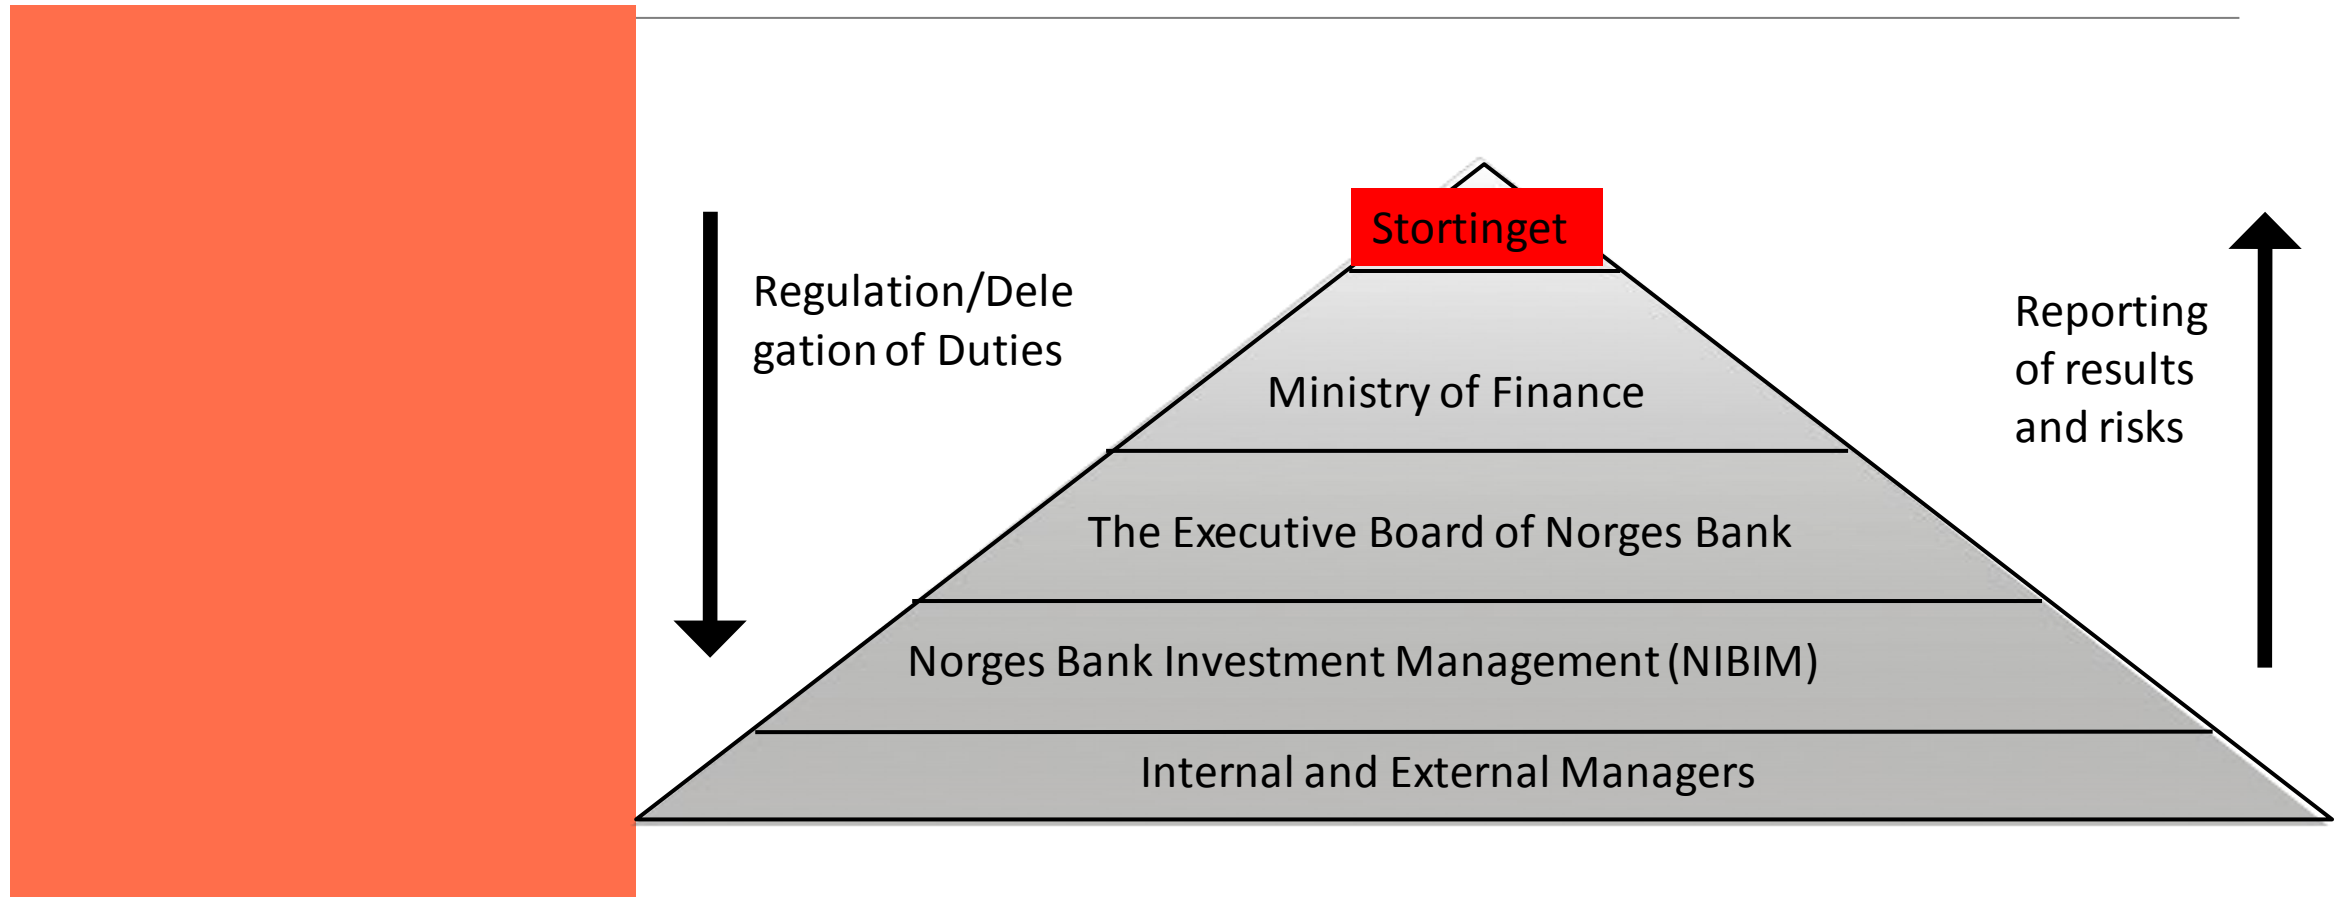 Stortinget
Regulation/Dele
gation of Duties
Reporting
of results
and risks
Ministry of Finance
The Executive Board of Norges Bank
Norges Bank Investment Management (NIBIM)
Internal and External Managers